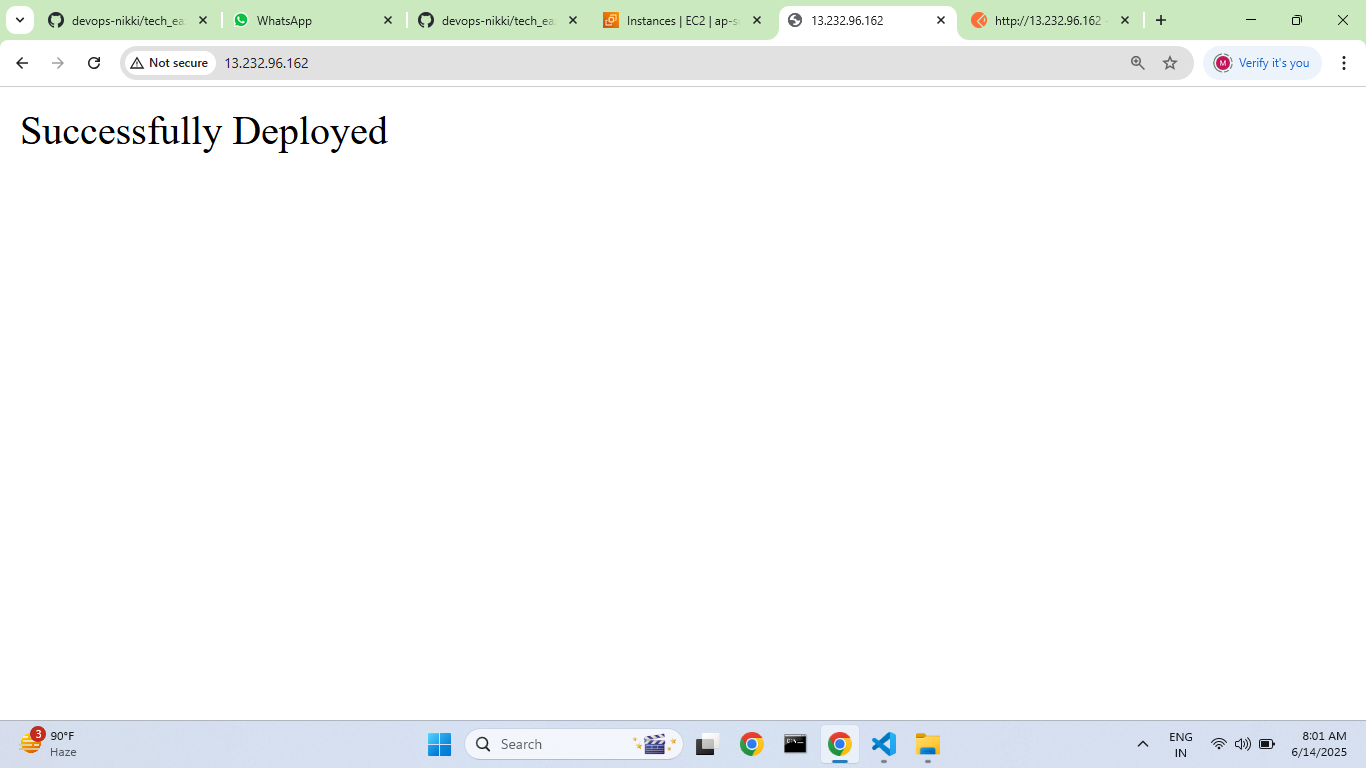 devops-nikki/tech_ea
WhatsApp
devops-nikki/tech_ea
Instances | EC2 | ap-s
13.232.96.162
http://13.232.96.162
Not secure
13.232.96.162
M
Verify it's you
Successfully Deployed
3
90°F
Haze
Search
ENG
IN
8:01 AM
6/14/2025